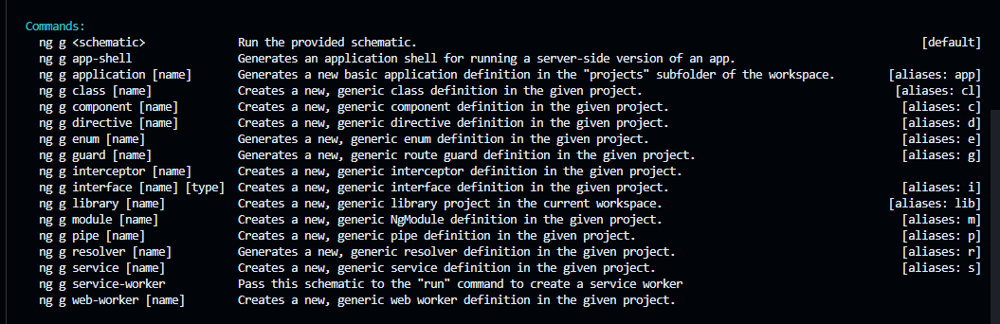 Commands:
ng g <schematic> Run the provided schematic. [default]
ng g app-shell Generates an application shell for running a server-side version of an app.
ng g application [name] Generates a new basic application definition in the "projects" subfolder of the workspace. [aliases: app]
ng g class [name] Creates a new, generic class definition in the given project. [aliases: cl]
ng g component [name] Creates a new, generic component definition in the given project. [aliases: c]
ng g directive [name] Creates a new, generic directive definition in the given project. [aliases: d]
ng g enum [name] Generates a new, generic enum definition in the given project. [aliases: e]
ng g guard [name] Generates a new, generic route guard definition in the given project. [aliases: g]
ng g interceptor [name] Creates a new, generic interceptor definition in the given project.
ng g interface [name] [type] Creates a new, generic interface definition in the given project. [aliases: i]
ng g library [name] Creates a new, generic library project in the current workspace. [aliases: lib]
ng g module [name] Creates a new, generic NgModule definition in the given project. [aliases: m]
ng g pipe [name] Creates a new, generic pipe definition in the given project. [aliases: p]
ng g resolver [name] Generates a new, generic resolver definition in the given project. [aliases: r]
ng g service [name] Creates a new, generic service definition in the given project. [aliases: s]
ng g service-worker Pass this schematic to the "run" command to create a service worker
ng g web-worker [name] Creates a new, generic web worker definition in the given project.